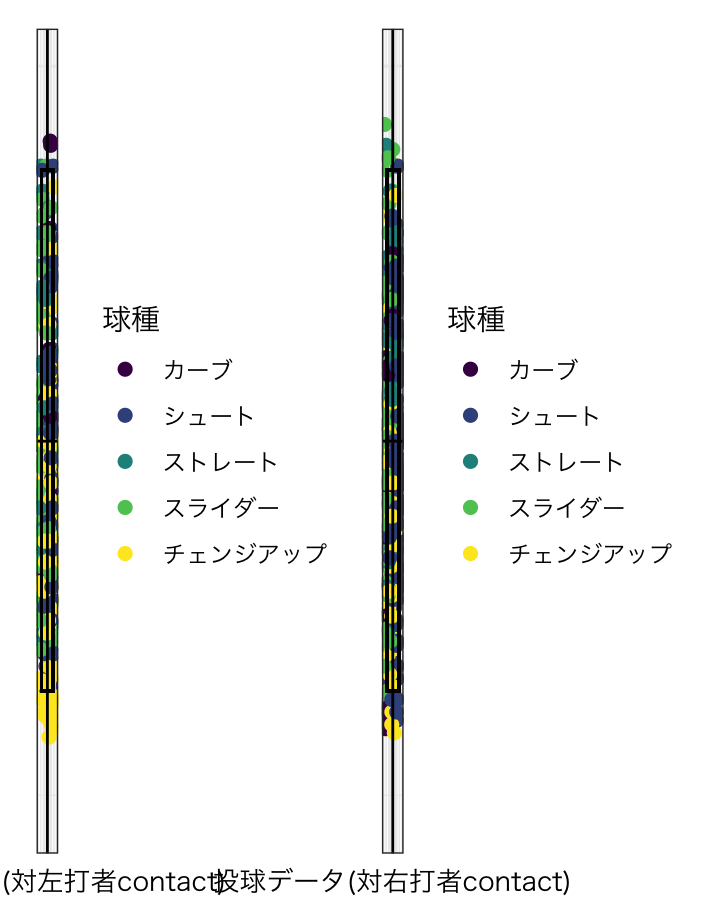 球種
カーブ
シュート
ストレート
スライダー
チェンジアップ
球種
カーブ
シュート
ストレート
スライダー
チェンジアップ
(対左打者contact)
投球データ(対右打者contact)